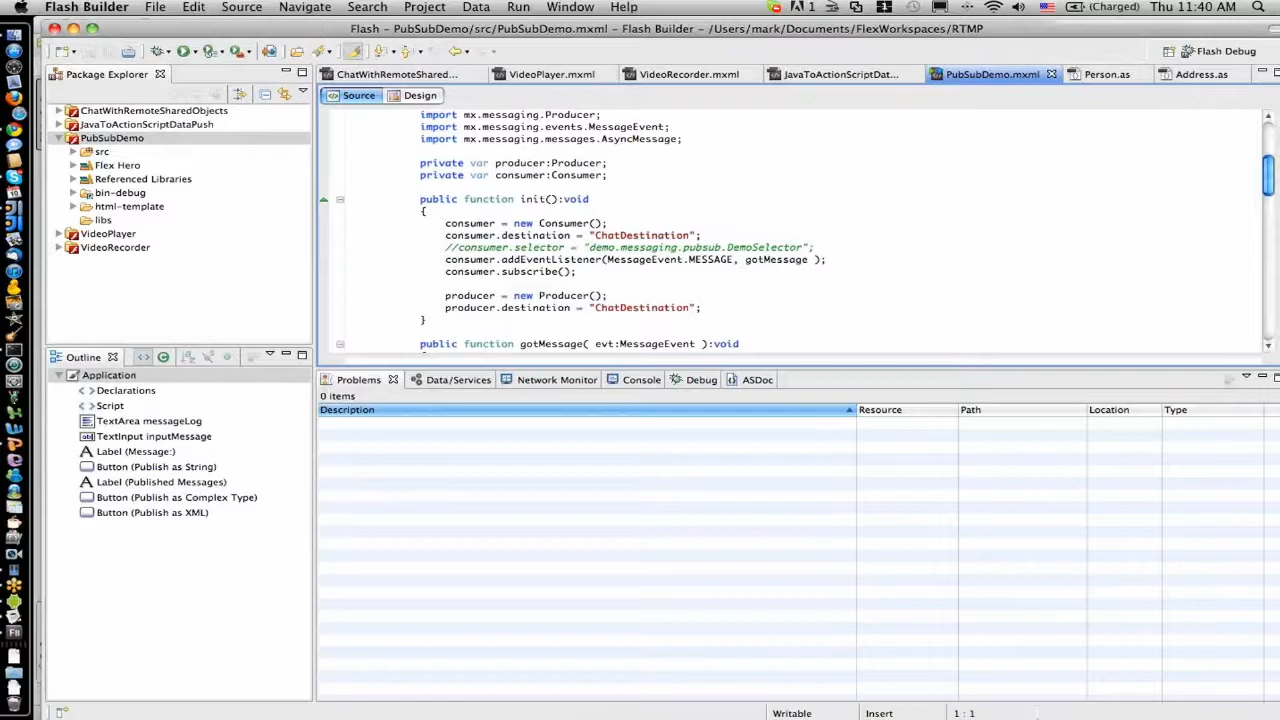 Flash Builder File Edit Source Navigate Search Project Data Run Window Help 1 (Charged) Thu 11:40 AM
Flash – PubSubDemo/src/PubSubDemo.mxml – Flash Builder – /Users/mark/Documents/FlexWorkspaces/RTMP
Flash Debug
Package Explorer
ChatWithRemoteSharedObjects
JavaToActionScriptDataPush
PubSubDemo
src
Flex Hero
Referenced Libraries
bin-debug
html-template
libs
VideoPlayer
VideoRecorder
ChatWithRemoteShared... VideoPlayer.mxml VideoRecorder.mxml JavaToActionScriptDat... PubSubDemo.mxml Person.as Address.as
Source Design
import mx.messaging.Producer;
import mx.messaging.events.MessageEvent;
import mx.messaging.messages.AsyncMessage;
private var producer:Producer;
private var consumer:Consumer;
public function init():void
{
consumer = new Consumer();
consumer.destination = "ChatDestination";
//consumer.selector = "demo.messaging.pubsub.DemoSelector";
consumer.addEventListener(MessageEvent.MESSAGE, gotMessage );
consumer.subscribe();
producer = new Producer();
producer.destination = "ChatDestination";
}
public function gotMessage( evt:MessageEvent ):void
Outline
Application
Declarations
Script
TextArea messageLog
TextInput inputMessage
Label (Message:)
Button (Publish as String)
Label (Published Messages)
Button (Publish as Complex Type)
Button (Publish as XML)
Problems Data/Services Network Monitor Console Debug ASDoc
0 items
Description Resource Path Location Type
Writable Insert 1 : 1